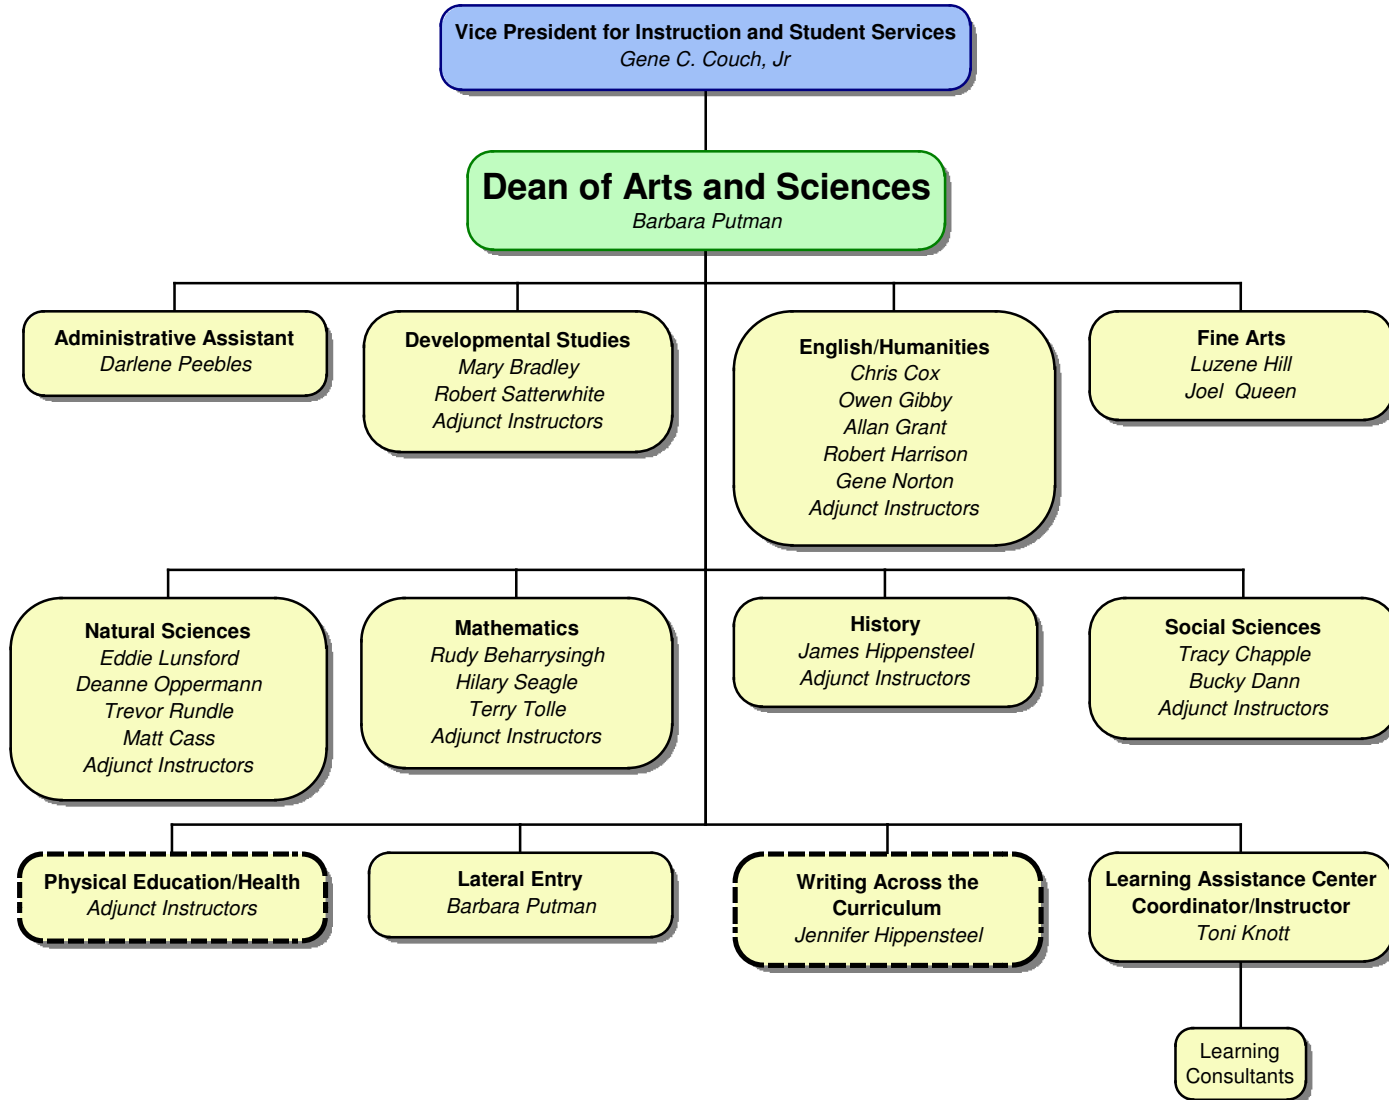 Vice President for Instruction and Student Services
Gene C. Couch, Jr
Dean of Arts and Sciences
Barbara Putman
Administrative Assistant
Darlene Peebles
Developmental Studies
Mary Bradley
Robert Satterwhite
Adjunct Instructors
English/Humanities
Chris Cox
Owen Gibby
Allan Grant
Robert Harrison
Gene Norton
Adjunct Instructors
Fine Arts
Luzene Hill
Joel  Queen
Natural Sciences
Eddie Lunsford
Deanne Oppermann
Trevor Rundle
Matt Cass
Adjunct Instructors
Mathematics
Rudy Beharrysingh
Hilary Seagle
Terry Tolle
Adjunct Instructors
History
James Hippensteel
Adjunct Instructors
Social Sciences
Tracy Chapple
Bucky Dann
Adjunct Instructors
Physical Education/Health
Adjunct Instructors
Lateral Entry
Barbara Putman
Writing Across the
Curriculum
Jennifer Hippensteel
Learning Assistance Center
Coordinator/Instructor
Toni Knott
Learning
Consultants